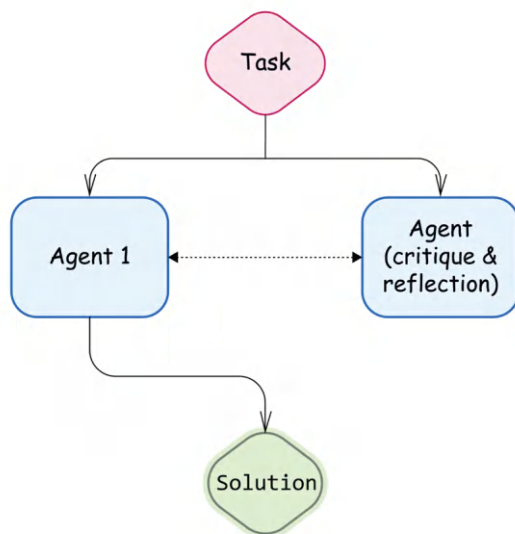 Task
Agent 1
Agent
(critique &
reflection)
Solution